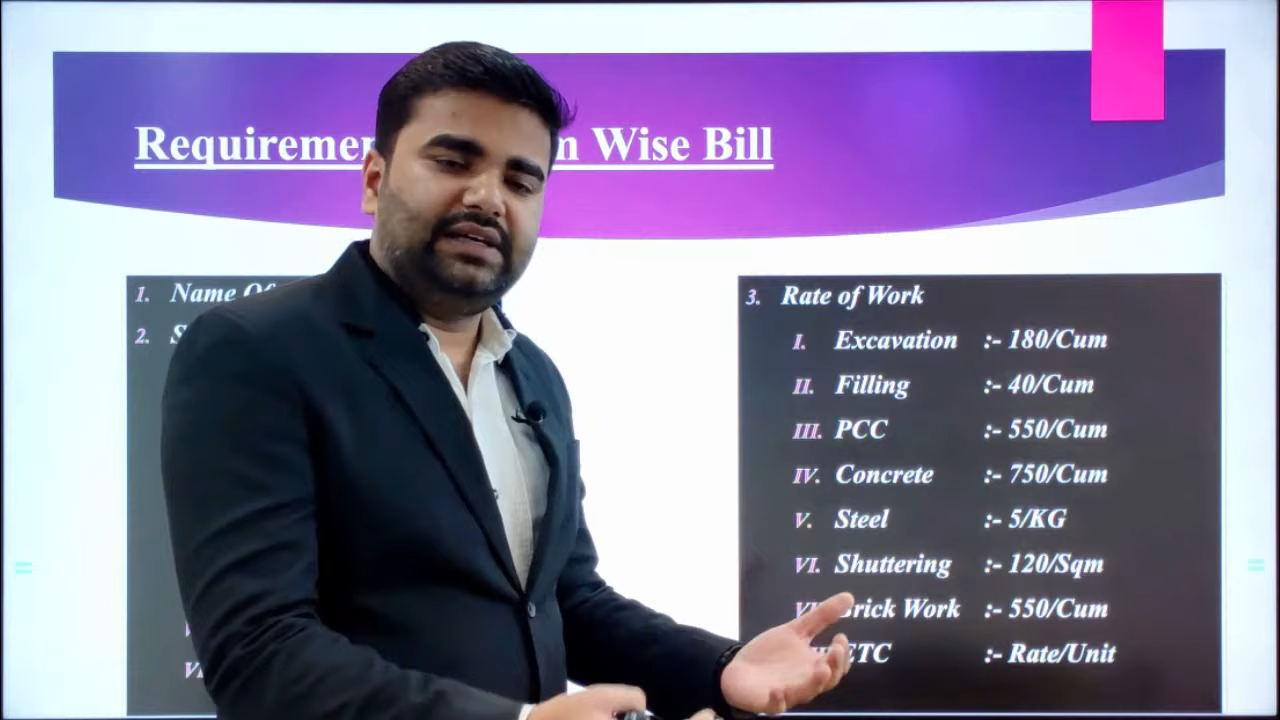 Requiremen m Wise Bill
1. Name Of
2. S
VI
3. Rate of Work
I. Excavation :- 180/Cum
II. Filling :- 40/Cum
III. PCC :- 550/Cum
IV. Concrete :- 750/Cum
V. Steel :- 5/KG
VI. Shuttering :- 120/Sqm
Brick Work :- 550/Cum
ETC :- Rate/Unit